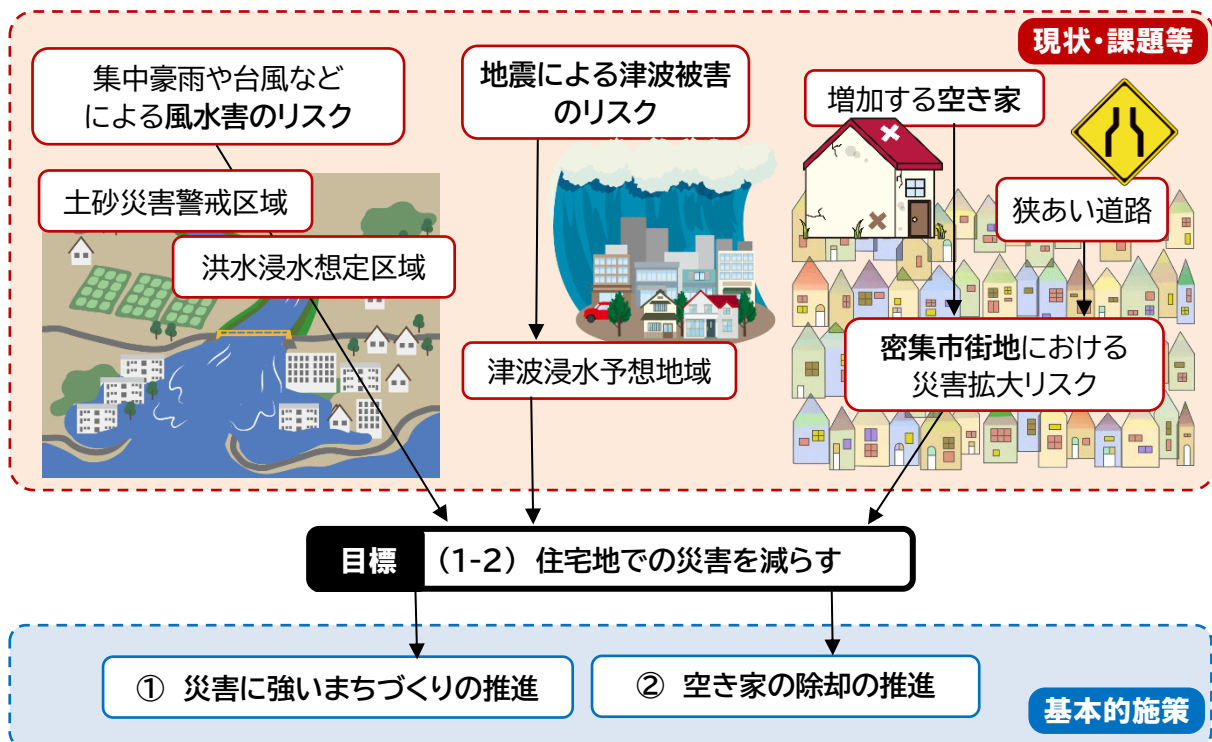 現状・課題等
集中豪雨や台風など
による風水害のリスク
土砂災害警戒区域
洪水浸水想定区域
地震による津波被害
のリスク
津波浸水予想地域
増加する空き家
狭あい道路
密集市街地における
災害拡大リスク
目標 （1-2） 住宅地での災害を減らす
① 災害に強いまちづくりの推進
② 空き家の除却の推進
基本的施策